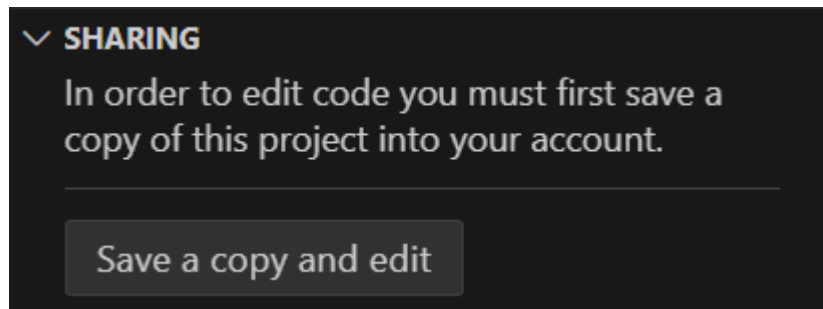 SHARING
In order to edit code you must first save a
copy of this project into your account.
Save a copy and edit